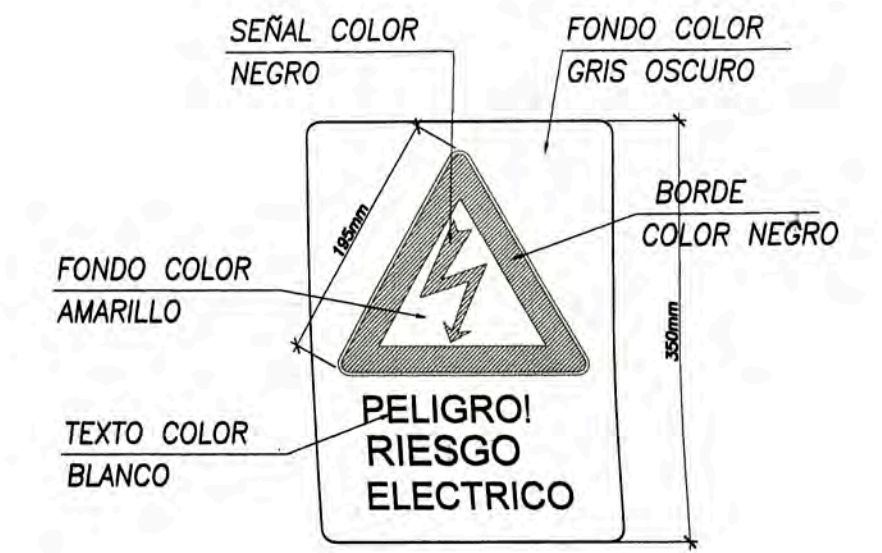 SEÑAL COLOR
NEGRO
FONDO COLOR
GRIS OSCURO
195mm
BORDE
COLOR NEGRO
FONDO COLOR
AMARILLO
350mm
PELIGRO!
RIESGO
ELECTRICO
TEXTO COLOR
BLANCO